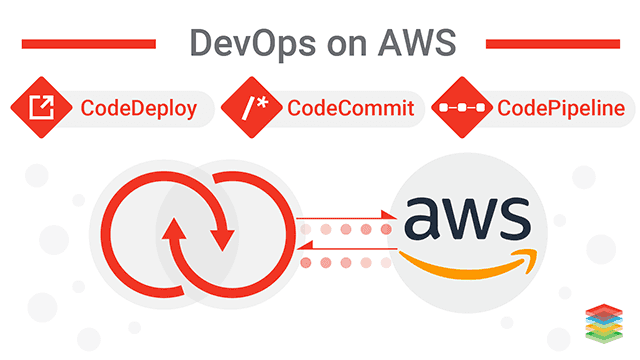 DevOps on AWS
CodeDeploy
/* CodeCommit
CodePipeline
aws